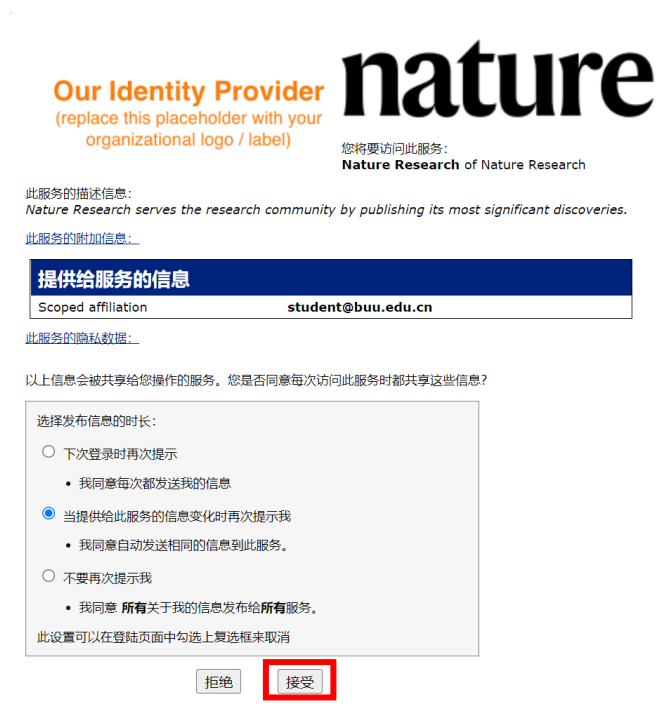 Our Identity Provider
(replace this placeholder with your
organizational logo / label)
nature
您将要访问此服务：
Nature Research of Nature Research
此服务的描述信息：
Nature Research serves the research community by publishing its most significant discoveries.
此服务的附加信息：
提供给服务的信息
Scoped affiliation student@buu.edu.cn
此服务的隐私数据：
以上信息会被共享给您操作的服务。您是否同意每次访问此服务时都共享这些信息？
选择发布信息的时长：
下次登录时再次提示
• 我同意每次都发送我的信息
当提供给此服务的信息变化时再次提示我
• 我同意自动发送相同的信息到此服务。
不要再次提示我
• 我同意 所有关于我的信息发布给所有服务。
此设置可以在登陆页面中勾选上复选框来取消
拒绝 接受